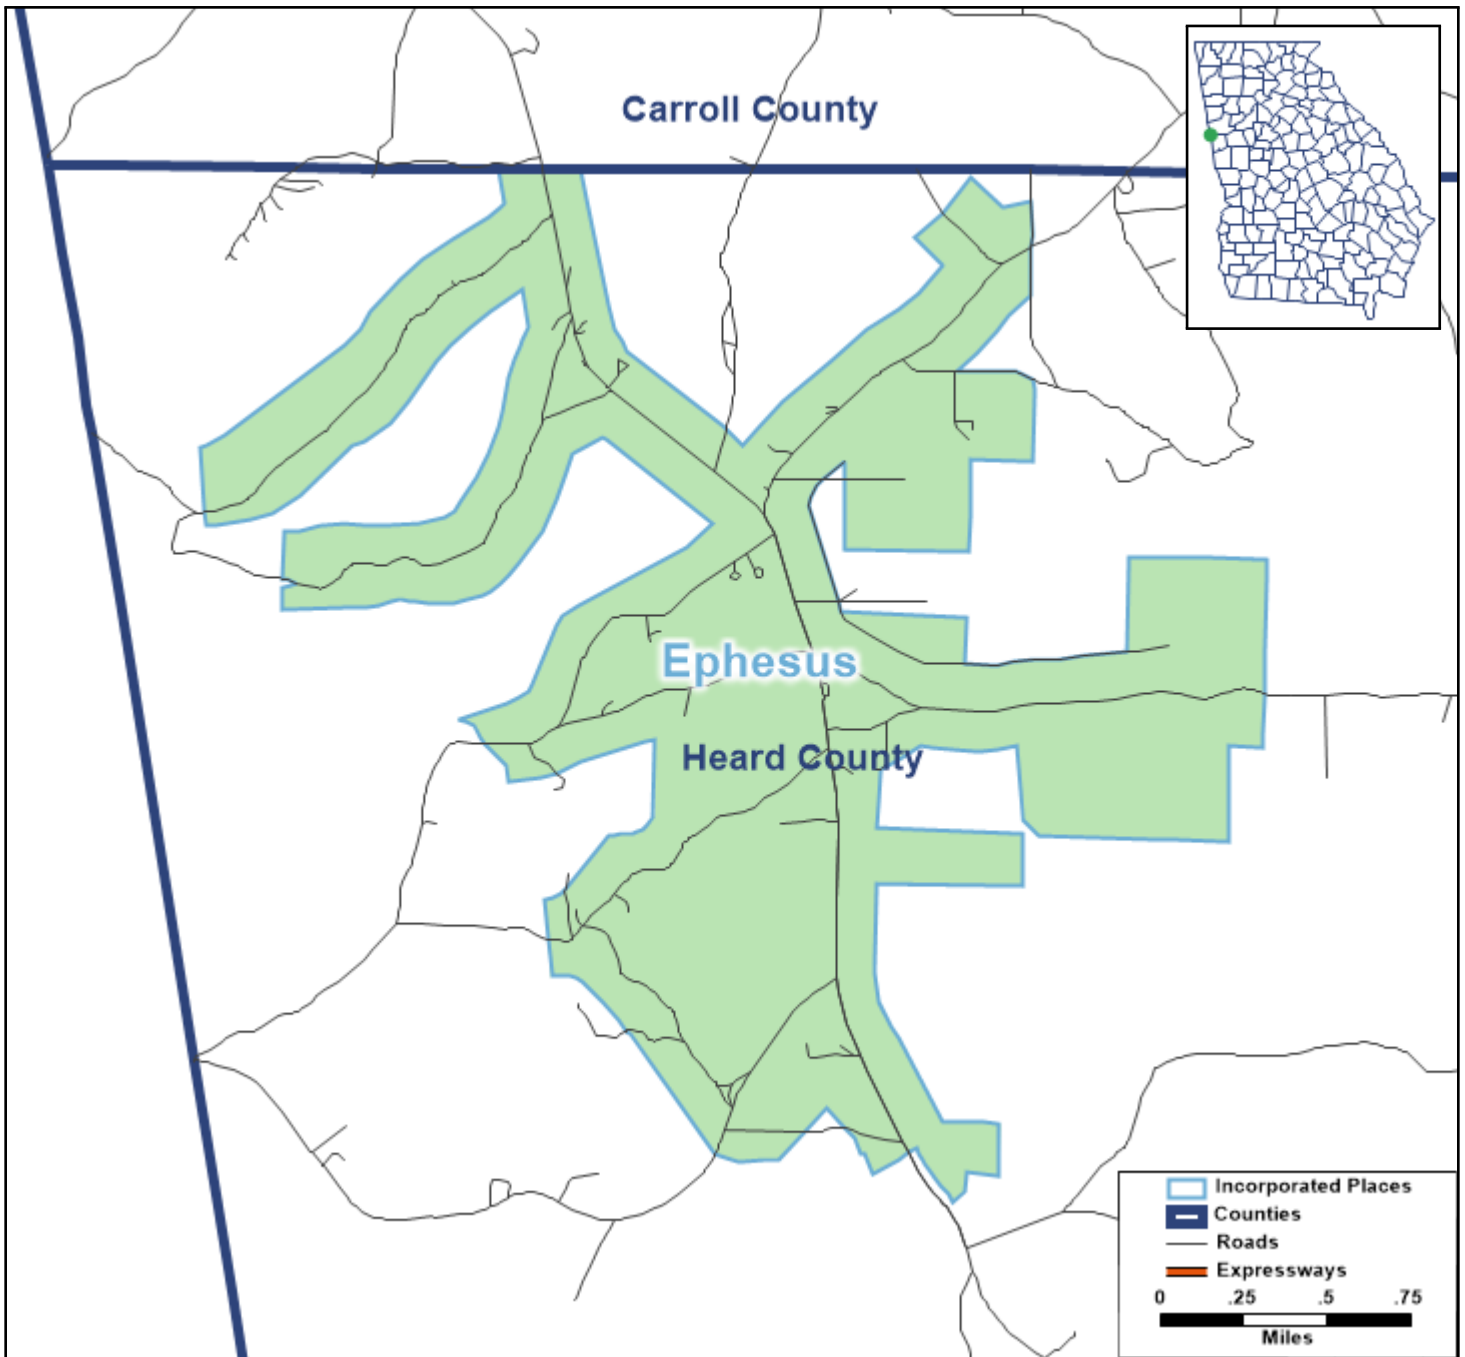 Carroll County
Ephesus
Heard County
Incorporated Places
Counties
Roads
Expressways
0 .25 .5 .75
Miles